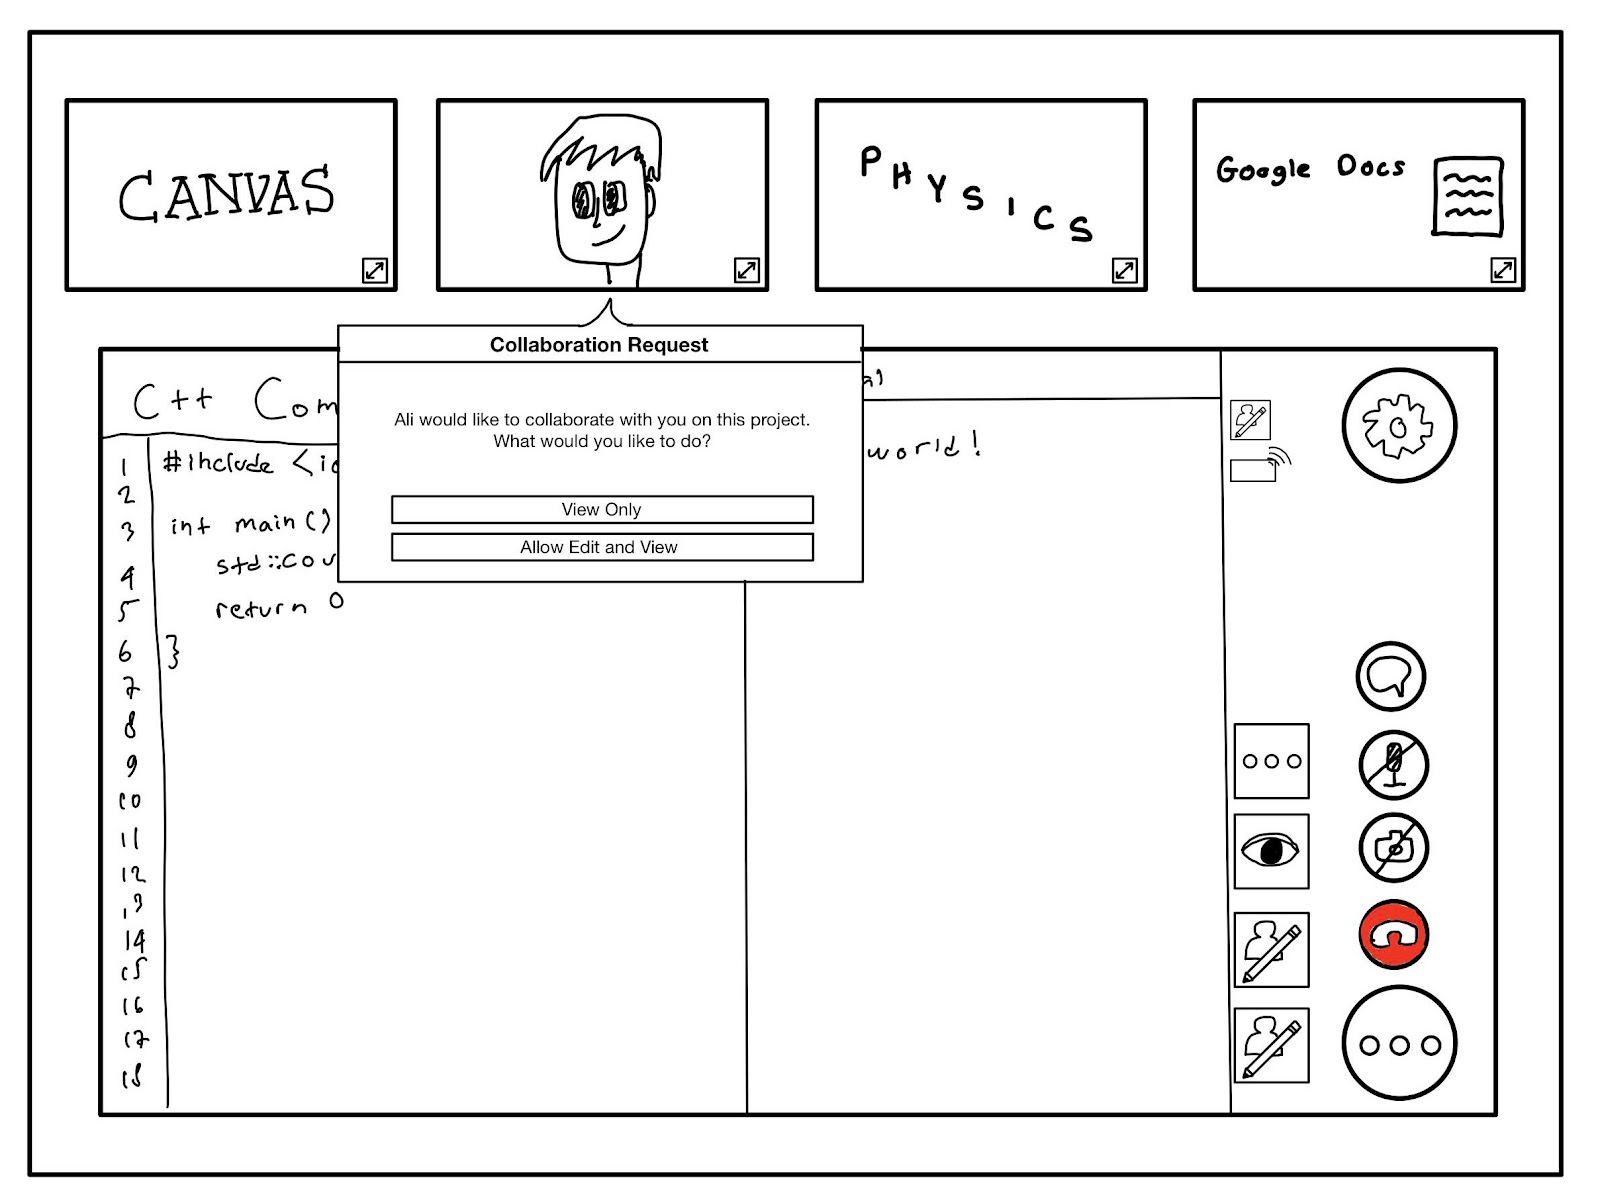 CANVAS
PHYSICS
Google Docs
Collaboration Request
Ali would like to collaborate with you on this project.
What would you like to do?
View Only
Allow Edit and View
C++ Com
al
1 #include <io
2
3 int main()
4 std::cou
5 return 0
6 }
7
8
9
10
11
12
13
14
15
16
17
18
world!